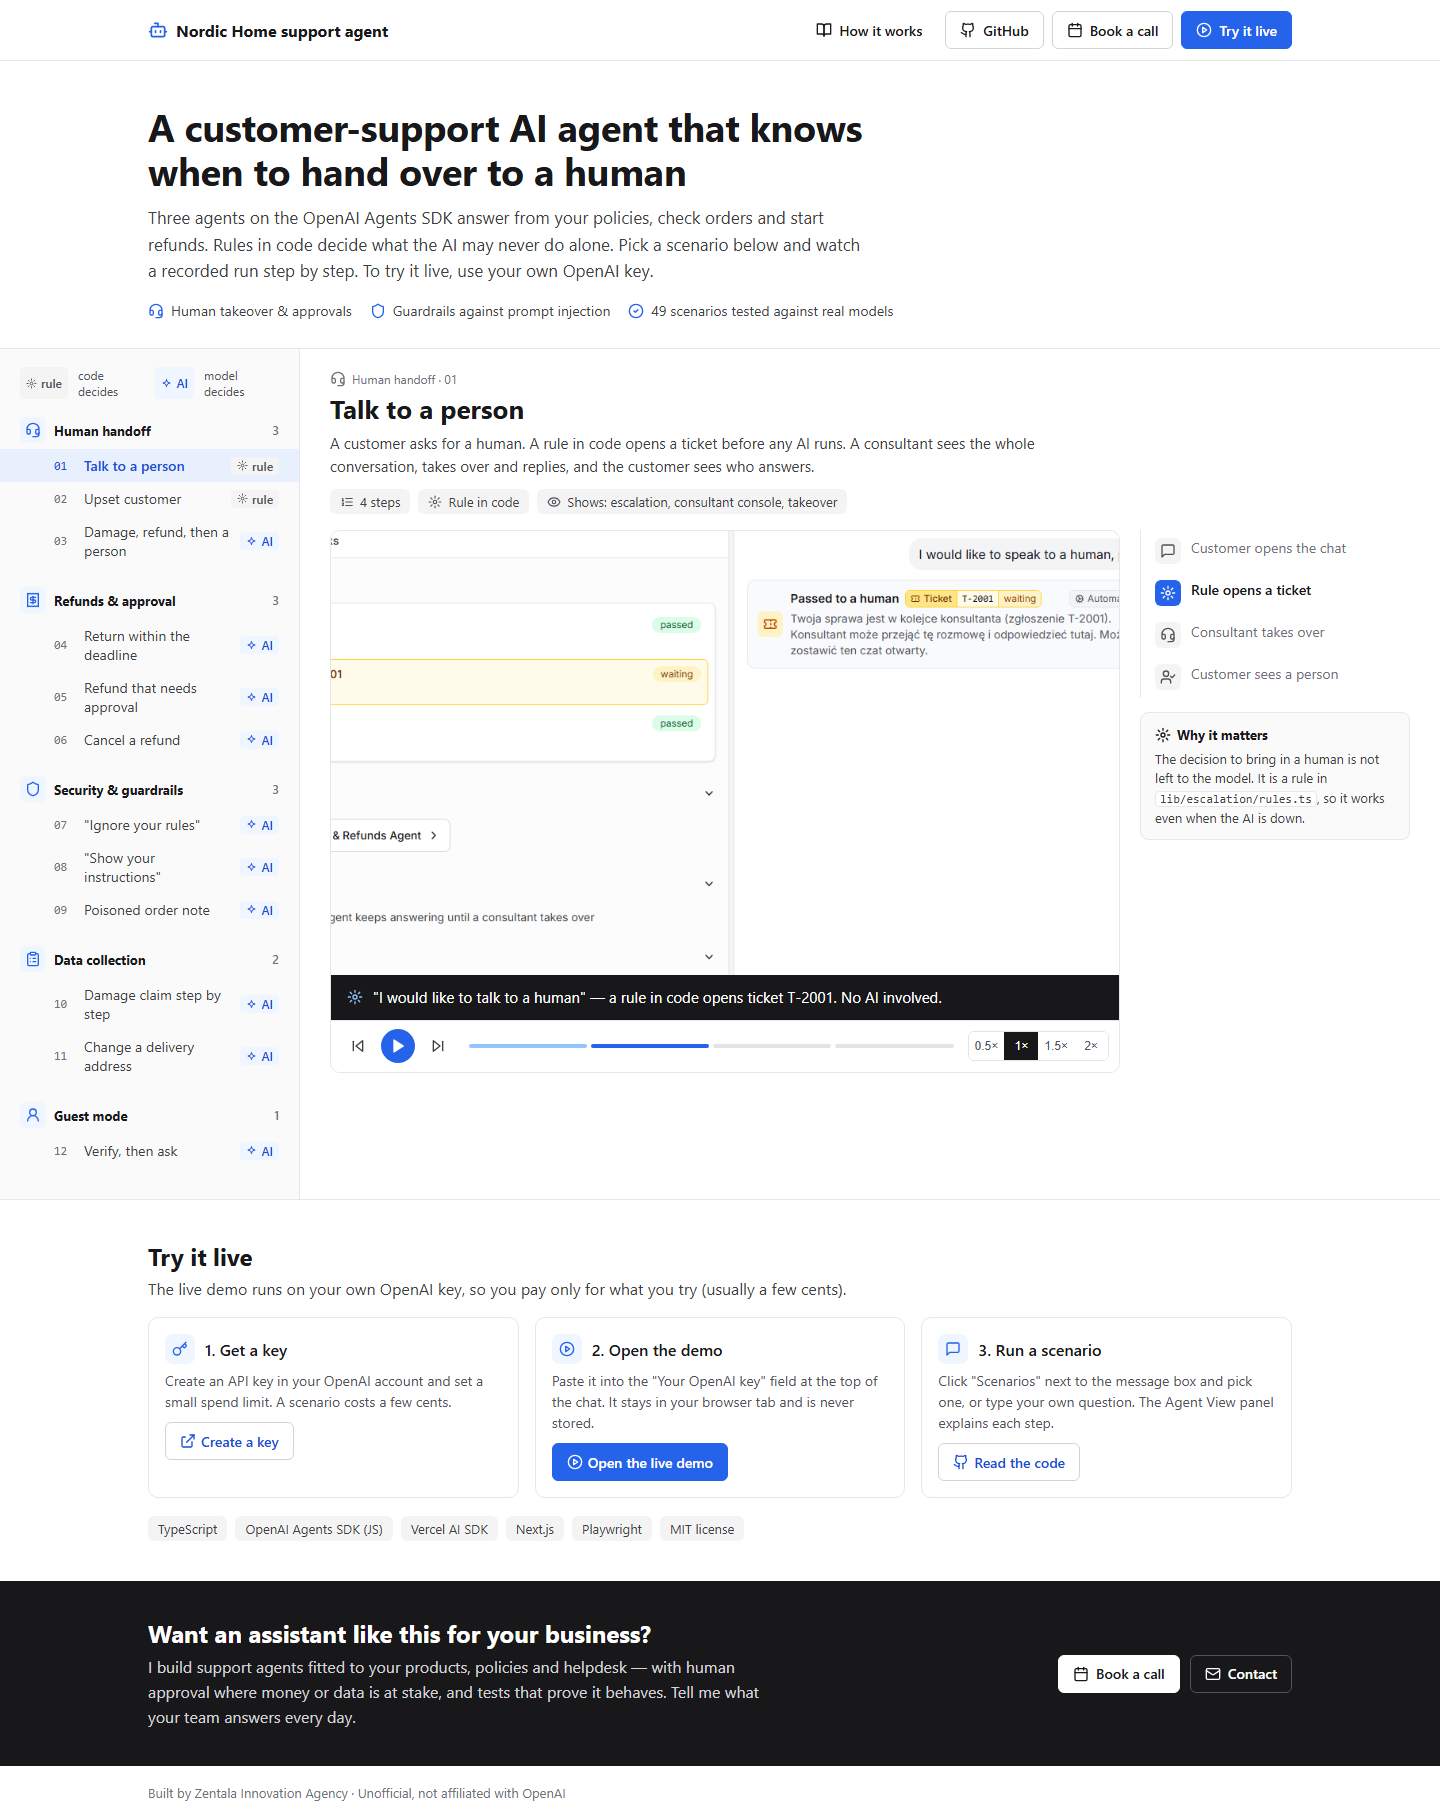 Nordic Home support agent
How it works
GitHub
Book a call
Try it live
A customer-support AI agent that knows
when to hand over to a human
Three agents on the OpenAI Agents SDK answer from your policies, check orders and start
refunds. Rules in code decide what the AI may never do alone. Pick a scenario below and watch
a recorded run step by step. To try it live, use your own OpenAI key.
Human takeover & approvals
Guardrails against prompt injection
49 scenarios tested against real models
rule
code
decides
AI
model
decides
Human handoff 3
01 Talk to a person rule
02 Upset customer rule
03 Damage, refund, then a
person AI
Refunds & approval 3
04 Return within the
deadline AI
05 Refund that needs
approval AI
06 Cancel a refund AI
Security & guardrails 3
07 "Ignore your rules" AI
08 "Show your
instructions" AI
09 Poisoned order note AI
Data collection 2
10 Damage claim step by
step AI
11 Change a delivery
address AI
Guest mode 1
12 Verify, then ask AI
Human handoff · 01
Talk to a person
A customer asks for a human. A rule in code opens a ticket before any AI runs. A consultant sees the whole
conversation, takes over and replies, and the customer sees who answers.
4 steps
Rule in code
Shows: escalation, consultant console, takeover
ks
passed
01
waiting
passed
& Refunds Agent
gent keeps answering until a consultant takes over
I would like to speak to a human,
Passed to a human Ticket T-2001 waiting Automa
Twoja sprawa jest w kolejce konsultanta (zgłoszenie T-2001).
Konsultant może przejąć tę rozmowę i odpowiedzieć tutaj. Moż
zostawić ten czat otwarty.
"I would like to talk to a human" — a rule in code opens ticket T-2001. No AI involved.
0.5× 1× 1.5× 2×
Customer opens the chat
Rule opens a ticket
Consultant takes over
Customer sees a person
Why it matters
The decision to bring in a human is not
left to the model. It is a rule in
lib/escalation/rules.ts, so it works
even when the AI is down.
Try it live
The live demo runs on your own OpenAI key, so you pay only for what you try (usually a few cents).
1. Get a key
Create an API key in your OpenAI account and set a
small spend limit. A scenario costs a few cents.
Create a key
2. Open the demo
Paste it into the "Your OpenAI key" field at the top of
the chat. It stays in your browser tab and is never
stored.
Open the live demo
3. Run a scenario
Click "Scenarios" next to the message box and pick
one, or type your own question. The Agent View panel
explains each step.
Read the code
TypeScript
OpenAI Agents SDK (JS)
Vercel AI SDK
Next.js
Playwright
MIT license
Want an assistant like this for your business?
I build support agents fitted to your products, policies and helpdesk — with human
approval where money or data is at stake, and tests that prove it behaves. Tell me what
your team answers every day.
Book a call
Contact
Built by Zentala Innovation Agency · Unofficial, not affiliated with OpenAI